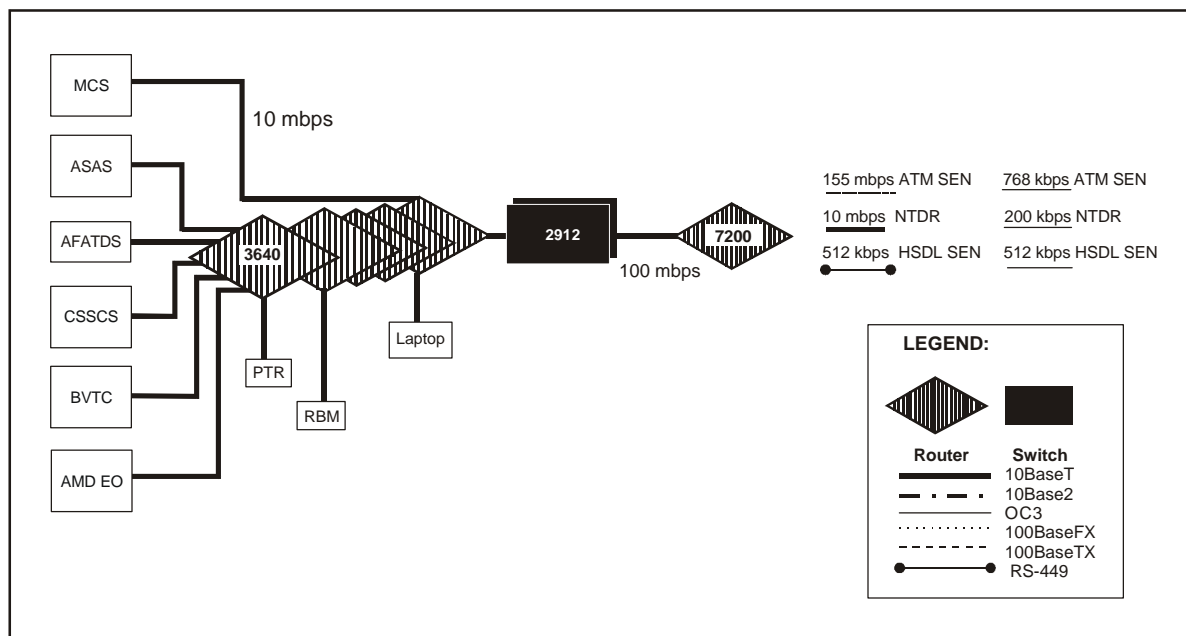 MCS
10 mbps
ASAS
AFATDS
3640
CSSCS
BVTC
AMD EO
PTR
RBM
Laptop
2912
100 mbps
7200
155 mbps ATM SEN
768 kbps ATM SEN
10 mbps NTDR
200 kbps NTDR
512 kbps HSDL SEN
512 kbps HSDL SEN
LEGEND:
Router
Switch
10BaseT
10Base2
OC3
100BaseFX
100BaseTX
RS-449